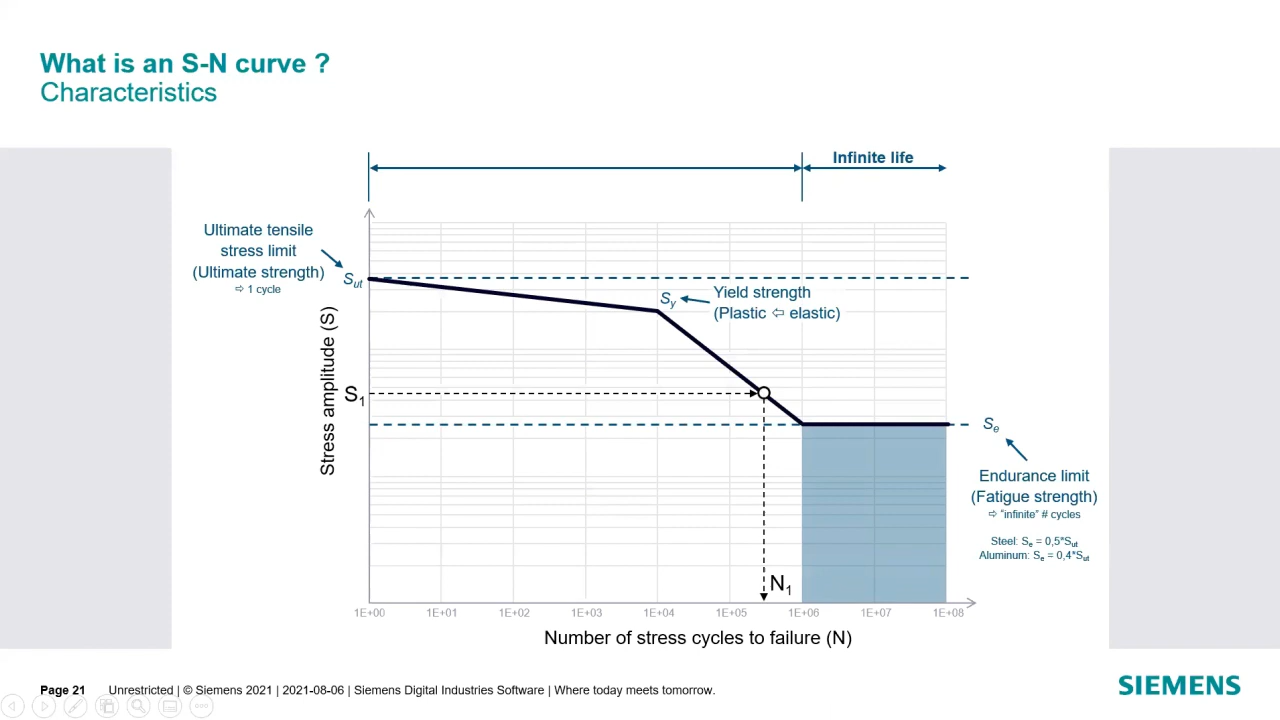 What is an S-N curve ?
Characteristics
Infinite life
Ultimate tensile
stress limit
(Ultimate strength)
⇨ 1 cycle
Sut
Sy
Yield strength
(Plastic ⇦ elastic)
Stress amplitude (S)
S1
Se
Endurance limit
(Fatigue strength)
⇨ “infinite” # cycles
Steel: Se = 0,5*Sut
Aluminum: Se = 0,4*Sut
N1
1E+00 1E+01 1E+02 1E+03 1E+04 1E+05 1E+06 1E+07 1E+08
Number of stress cycles to failure (N)
Page 21 Unrestricted | © Siemens 2021 | 2021-08-06 | Siemens Digital Industries Software | Where today meets tomorrow.
SIEMENS